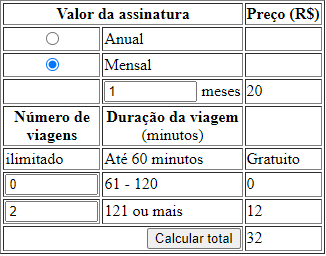 Valor da assinatura Preço (R$)
Anual
Mensal
1 meses 20
Número de viagens Duração da viagem (minutos)
ilimitado Até 60 minutos Gratuito
0 61 - 120 0
2 121 ou mais 12
Calcular total 32